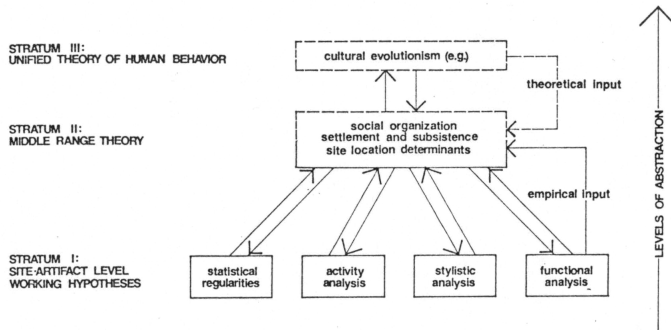 STRATUM III:
UNIFIED THEORY OF HUMAN BEHAVIOR
cultural evolutionism (e.g.)
theoretical input
STRATUM II:
MIDDLE RANGE THEORY
social organization
settlement and subsistence
site location determinants
empirical input
LEVELS OF ABSTRACTION
STRATUM I:
SITE-ARTIFACT LEVEL
WORKING HYPOTHESES
statistical
regularities
activity
analysis
stylistic
analysis
functional
analysis